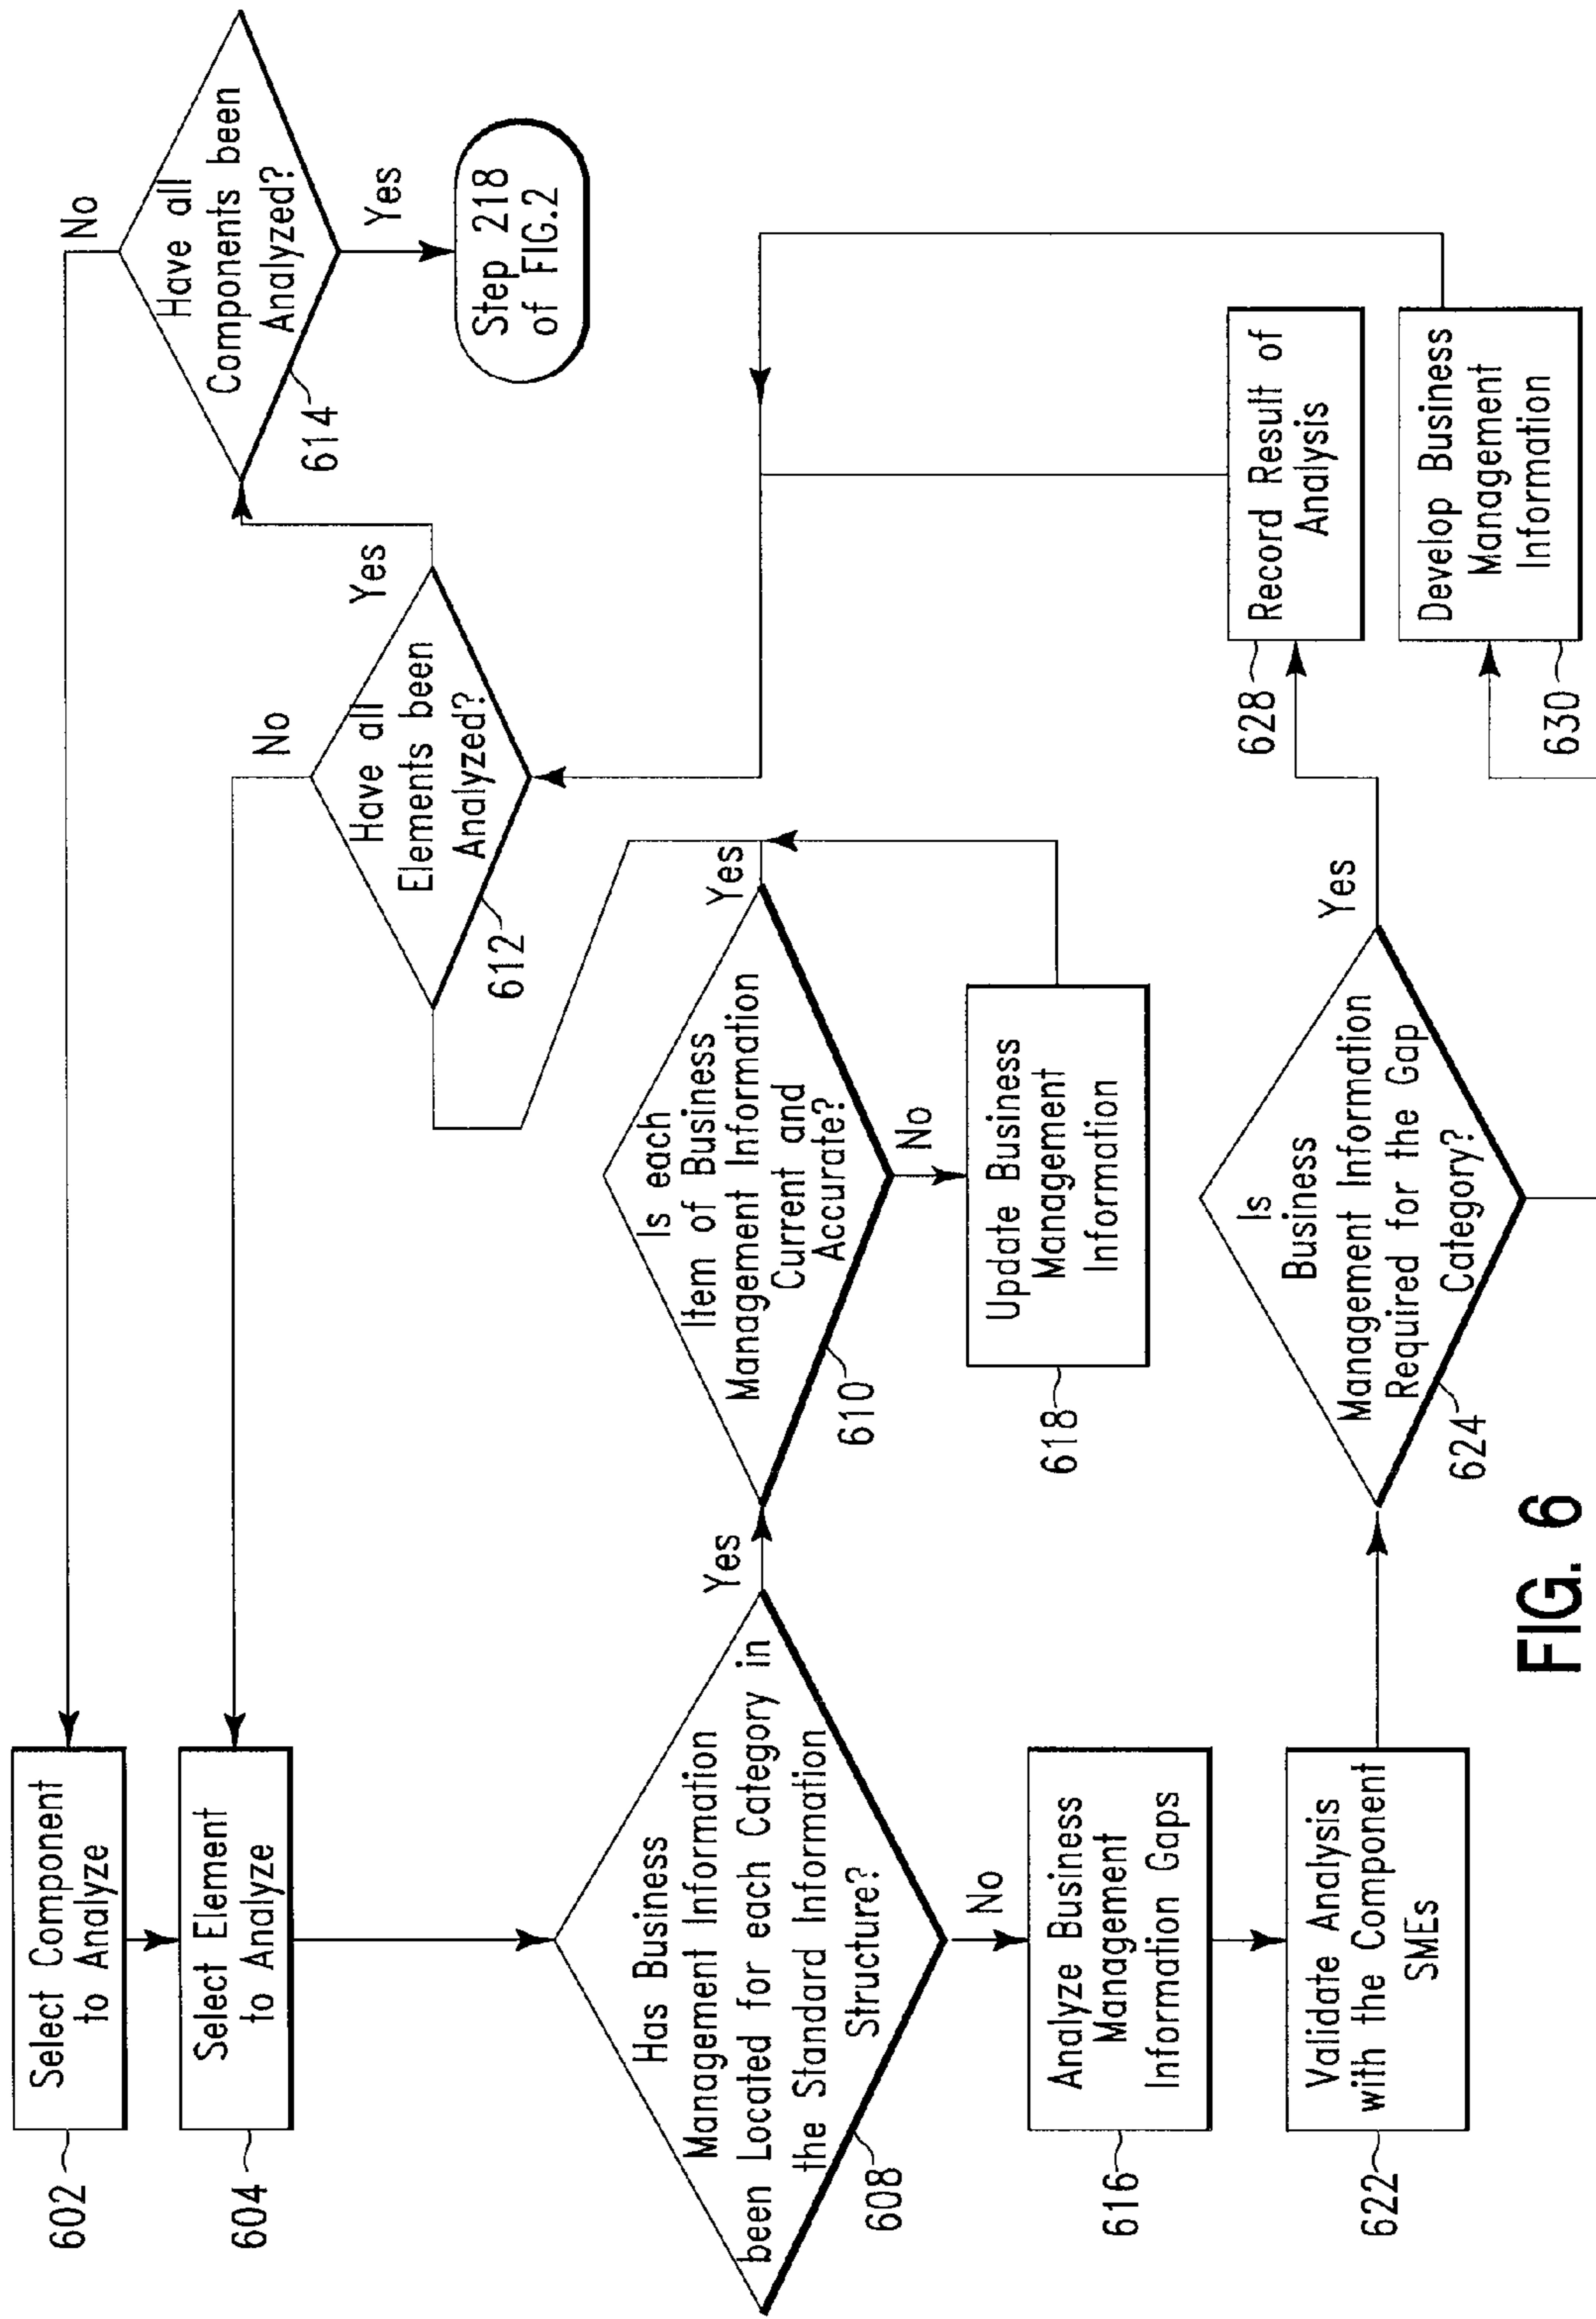 602
Select Component
to Analyze
604
Select Element
to Analyze
Has Business
Management Information
been Located for each Category in
the Standard Information
Structure?
608
Yes
No
Is each
Item of Business
Management Information
Current and
Accurate?
610
Yes
No
Have all
Elements been
Analyzed?
612
No
Yes
Have all
Components been
Analyzed?
614
No
Yes
Step 218
of FIG.2
616
Analyze Business
Management
Information Gaps
618
Update Business
Management
Information
622
Validate Analysis
with the Component
SMEs
Is
Business
Management Information
Required for the Gap
Category?
624
Yes
628
Record Result of
Analysis
630
Develop Business
Management
Information
FIG. 6